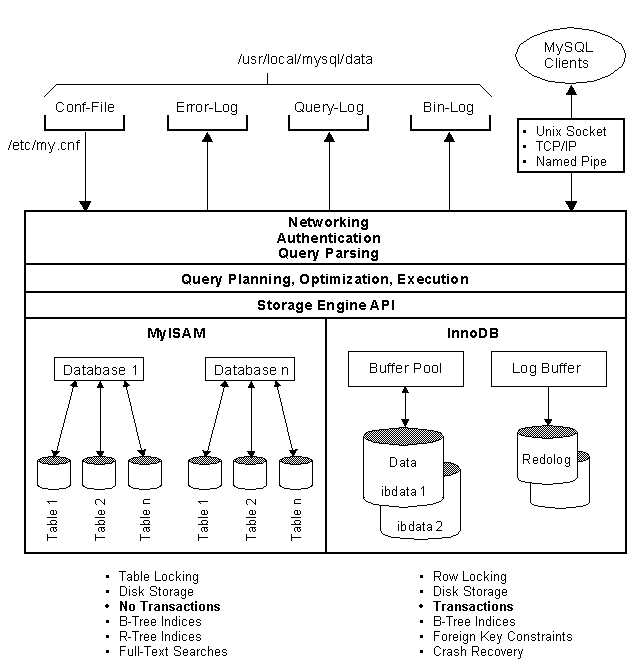 /usr/local/mysql/data
MySQL
Clients
Conf-File
Error-Log
Query-Log
Bin-Log
/etc/my.cnf
• Unix Socket
• TCP/IP
• Named Pipe
Networking
Authentication
Query Parsing
Query Planning, Optimization, Execution
Storage Engine API
MyISAM
Database 1
Database n
Table 1
Table 2
Table n
Table 1
Table 2
Table n
InnoDB
Buffer Pool
Log Buffer
Data
ibdata 1
ibdata 2
Redolog
• Table Locking
• Disk Storage
• No Transactions
• B-Tree Indices
• R-Tree Indices
• Full-Text Searches
• Row Locking
• Disk Storage
• Transactions
• B-Tree Indices
• Foreign Key Constraints
• Crash Recovery